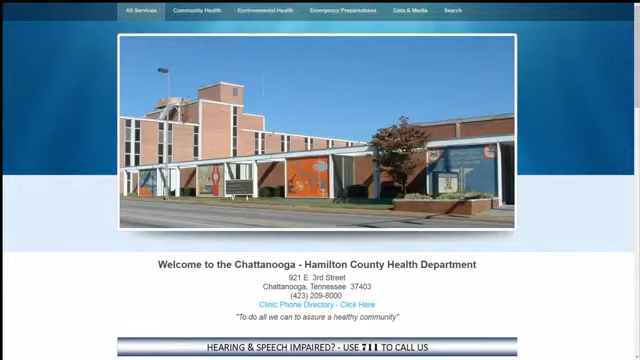 All Services
Community Health
Environmental Health
Emergency Preparedness
Data & Media
Search
Welcome to the Chattanooga - Hamilton County Health Department
921 E. 3rd Street
Chattanooga, Tennessee 37403
(423) 209-8000
Clinic Phone Directory - Click Here
"To do all we can to assure a healthy community"
HEARING & SPEECH IMPAIRED? - USE 711 TO CALL US